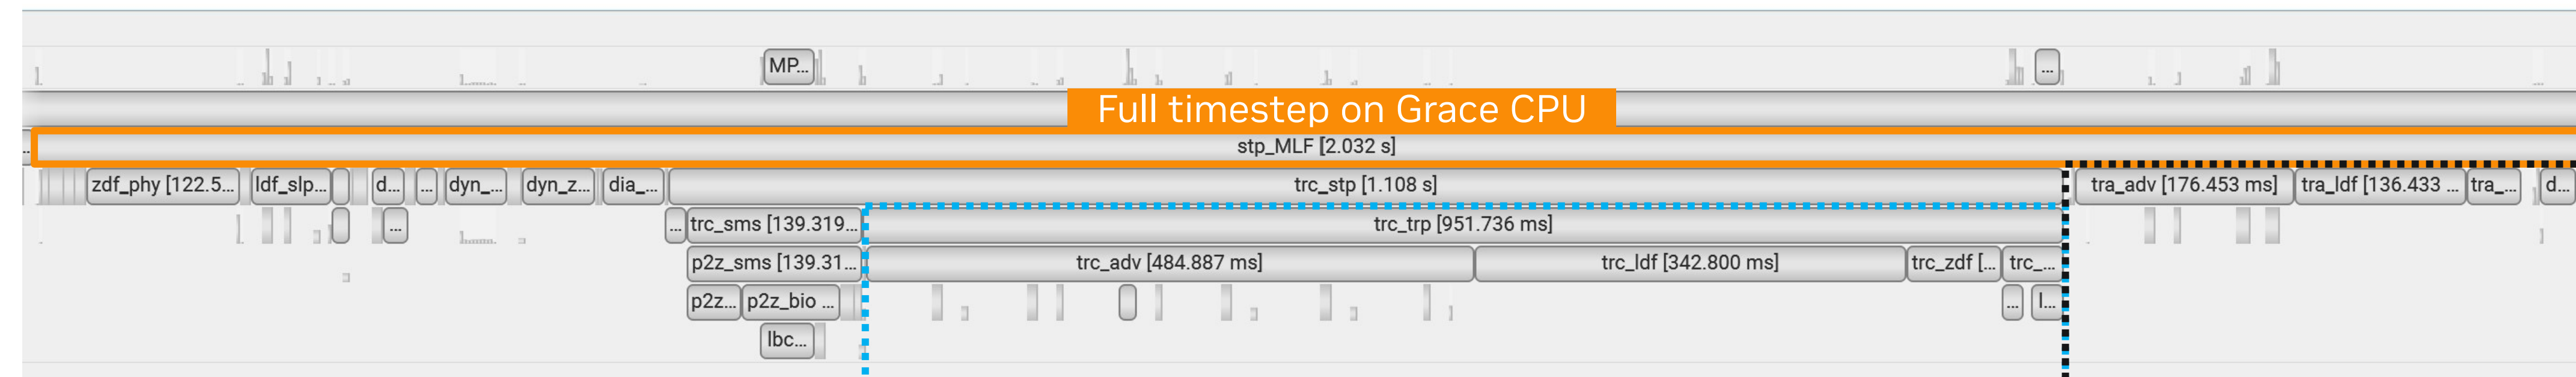 MP...
...
Full timestep on Grace CPU
..
stp_MLF [2.032 s]
zdf_phy [122.5... ldf_slp... d... ... dyn_... dyn_z... dia_... trc_stp [1.108 s] tra_adv [176.453 ms] tra_ldf [136.433 ... tra_... d...
... ... trc_sms [139.319... trc_trp [951.736 ms]
p2z_sms [139.31... trc_adv [484.887 ms] trc_ldf [342.800 ms] trc_zdf [... trc_...
p2z... p2z_bio ... ... l...
lbc...